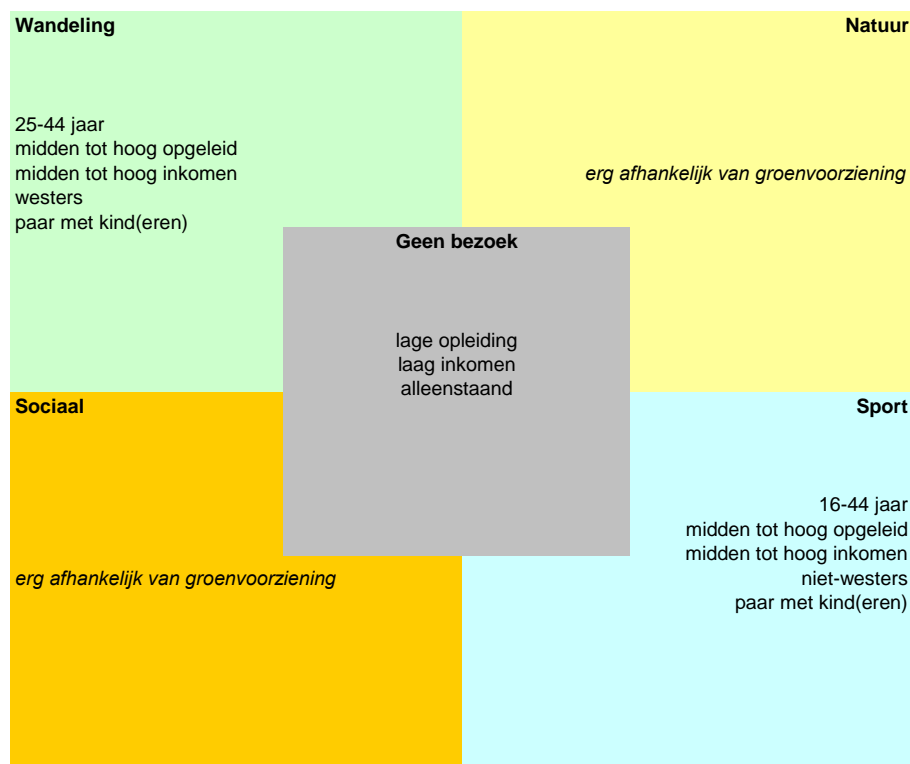 Wandeling
25-44 jaar
midden tot hoog opgeleid
midden tot hoog inkomen
westers
paar met kind(eren)
Natuur
erg afhankelijk van groenvoorziening
Geen bezoek
lage opleiding
laag inkomen
alleenstaand
Sociaal
erg afhankelijk van groenvoorziening
Sport
16-44 jaar
midden tot hoog opgeleid
midden tot hoog inkomen
niet-westers
paar met kind(eren)